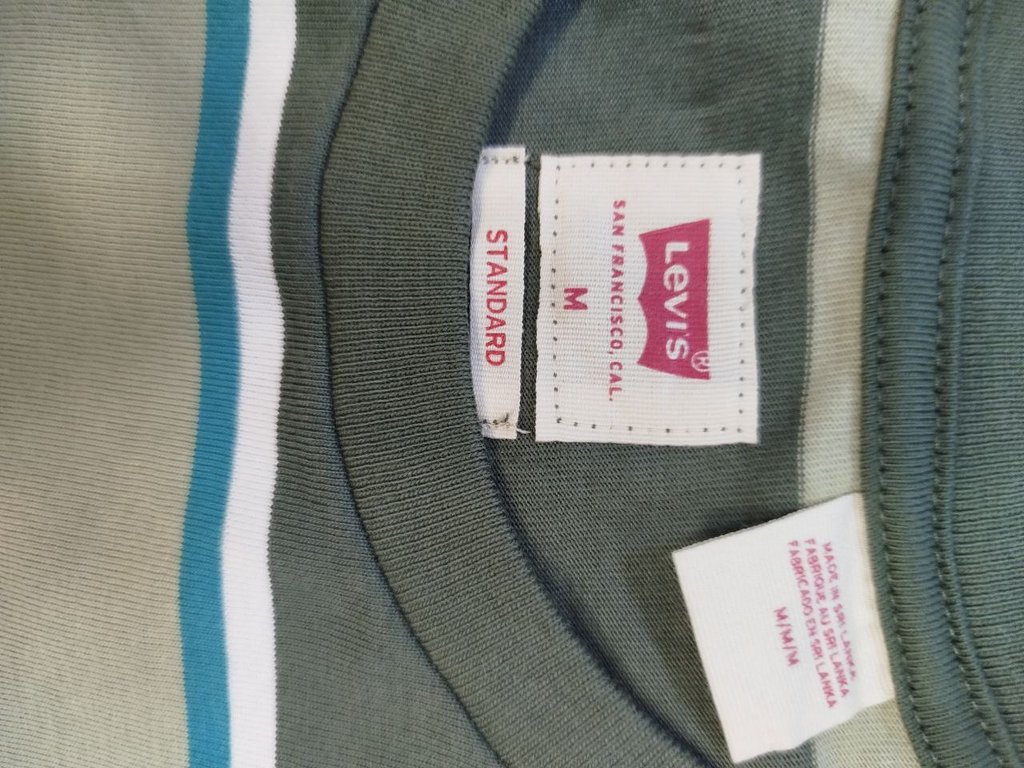 Levi's®
SAN FRANCISCO, CAL.
M
STANDARD
MADE IN SRI LANKA
FABRIQUE AU SRI LANKA
FABRICADO EN SRI LANKA
M/M/M